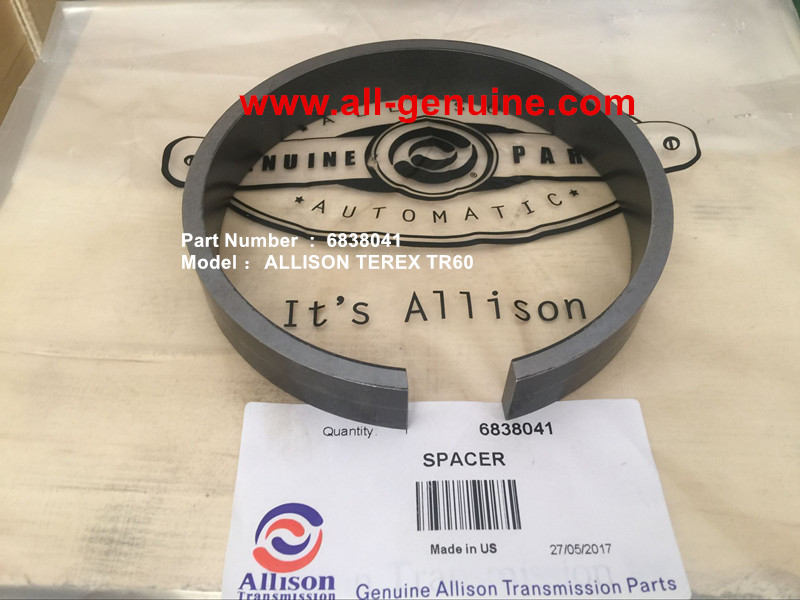 www.all-genuine.com
NUINE PAR
AUTOMATIC
Part Number : 6838041
Model : ALLISON TEREX TR60
It's Allison
Quantity 6838041
SPACER
Made in US 27/05/2017
Allison
Transmission
Genuine Allison Transmission Parts